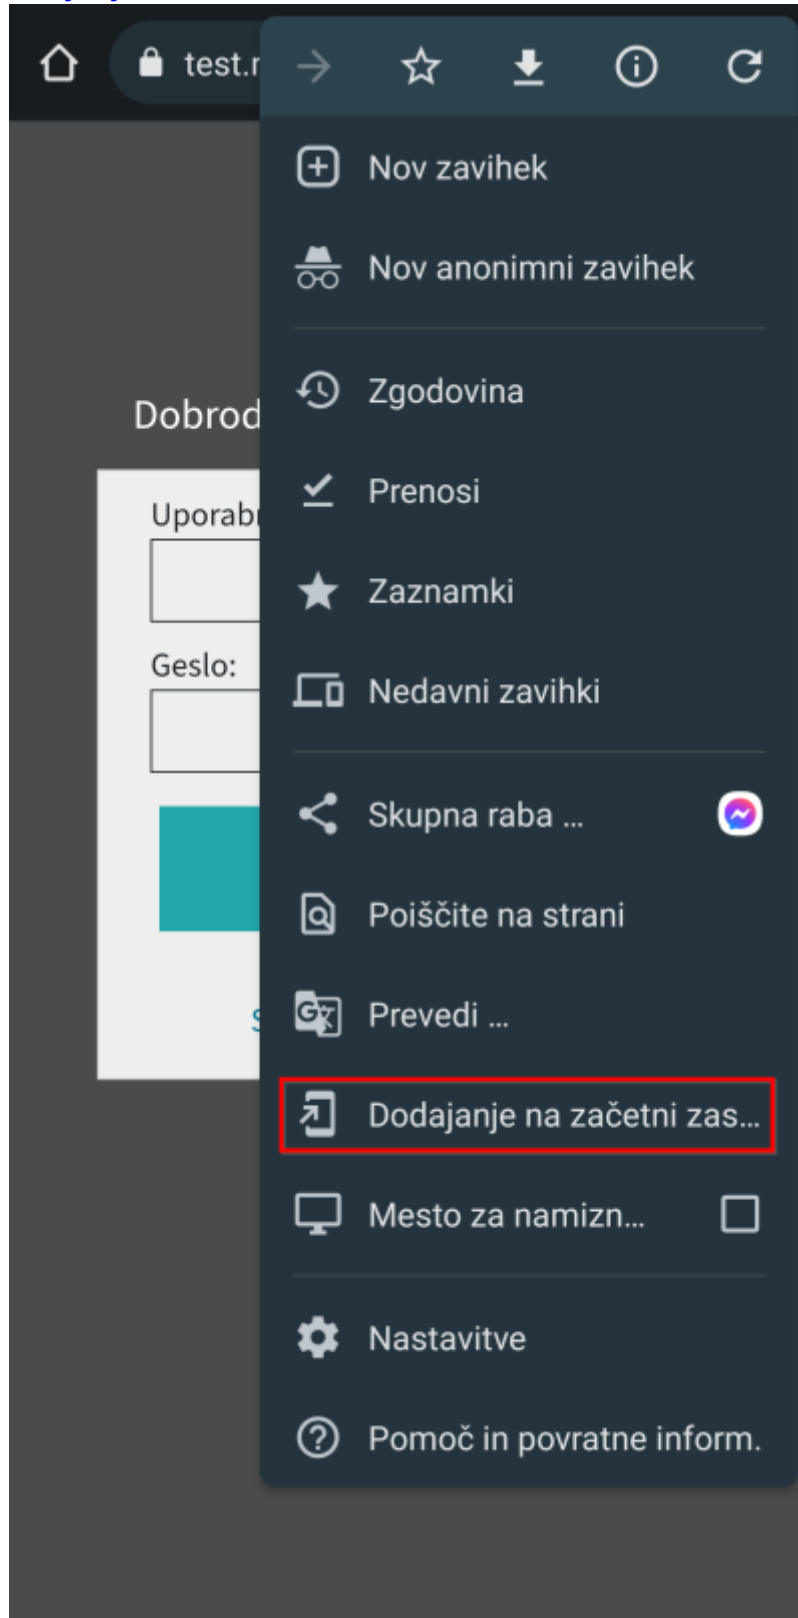 test.r
Nov zavihek
Nov anonimni zavihek
Zgodovina
Dobrod
Prenosi
Uporabn
Zaznamki
Geslo:
Nedavni zavihki
Skupna raba ...
Poiščite na strani
Prevedi ...
Dodajanje na začetni zas...
Mesto za namizn...
Nastavitve
Pomoč in povratne inform.